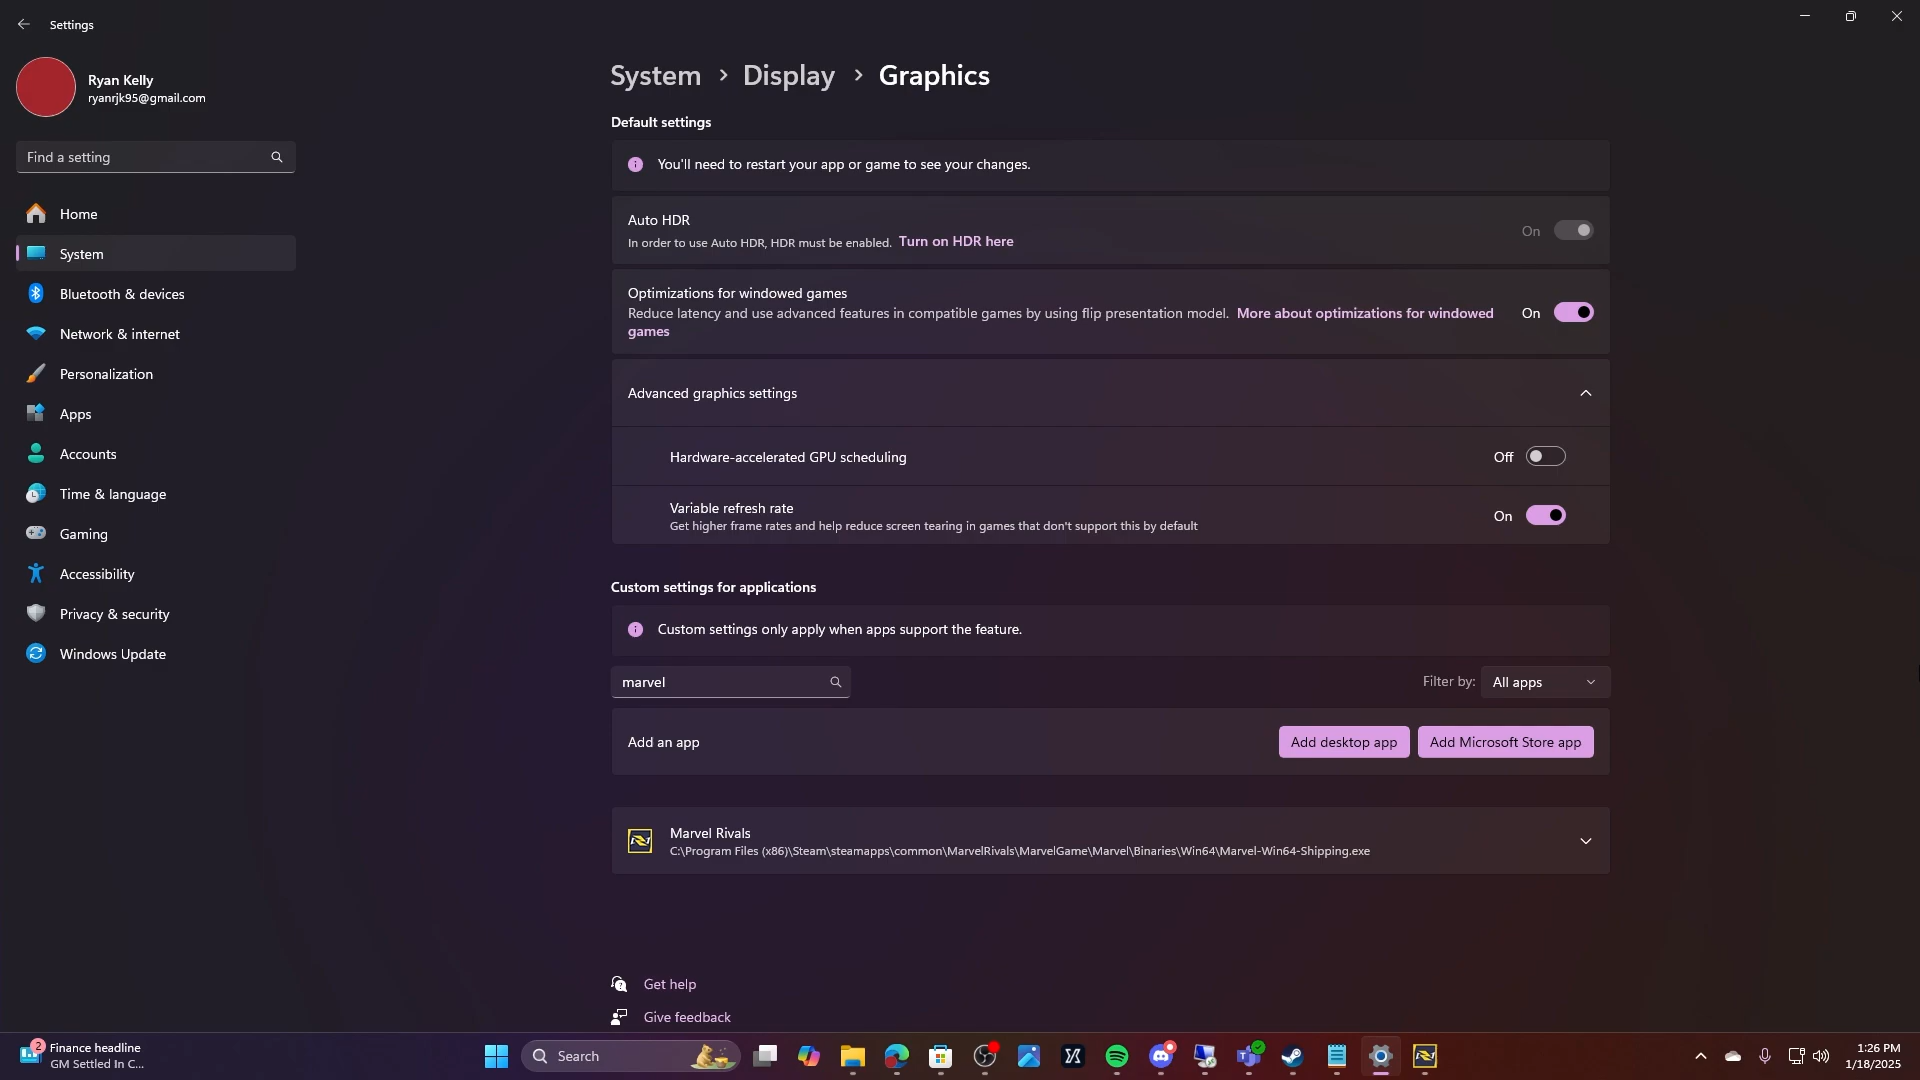 Settings
Ryan Kelly
ryanrjk95@gmail.com
Find a setting
Home
System
Bluetooth & devices
Network & internet
Personalization
Apps
Accounts
Time & language
Gaming
Accessibility
Privacy & security
Windows Update
System > Display > Graphics
Default settings
You'll need to restart your app or game to see your changes.
Auto HDR
In order to use Auto HDR, HDR must be enabled. Turn on HDR here
On
Optimizations for windowed games
Reduce latency and use advanced features in compatible games by using flip presentation model. More about optimizations for windowed
games
On
Advanced graphics settings
Hardware-accelerated GPU scheduling
Off
Variable refresh rate
Get higher frame rates and help reduce screen tearing in games that don't support this by default
On
Custom settings for applications
Custom settings only apply when apps support the feature.
marvel
Filter by: All apps
Add an app
Add desktop app
Add Microsoft Store app
Marvel Rivals
C:\Program Files (x86)\Steam\steamapps\common\MarvelRivals\MarvelGame\Marvel\Binaries\Win64\Marvel-Win64-Shipping.exe
Get help
Give feedback
2
Finance headline
GM Settled In C...
Search
1:26 PM
1/18/2025